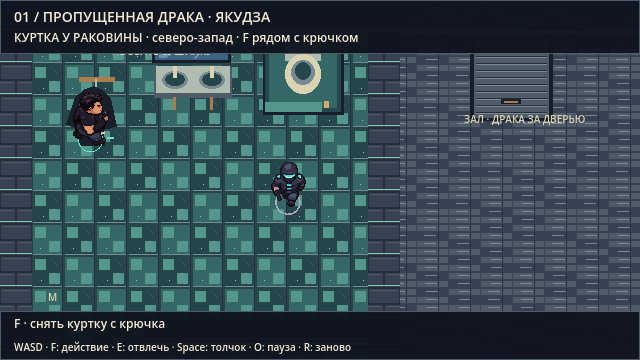 01 / ПРОПУЩЕННАЯ ДРАКА · ЯКУДЗА
КУРТКА У РАКОВИНЫ · северо-запад · F рядом с крючком
ЗАЛ · ДРАКА ЗА ДВЕРЬЮ
М
F · снять куртку с крючка
WASD · F: действие · E: отвлечь · Space: толчок · O: пауза · R: заново